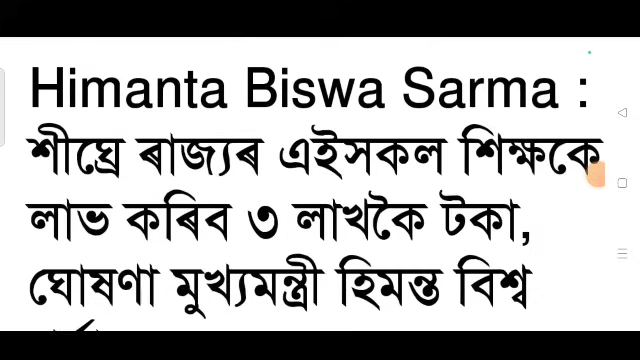 Himanta Biswa Sarma :
শীঘ্ৰে ৰাজ্যৰ এইসকল শিক্ষকে
লাভ কৰিব ৩ লাখকৈ টকা,
ঘোষণা মুখ্যমন্ত্ৰী হিমন্ত বিশ্ব